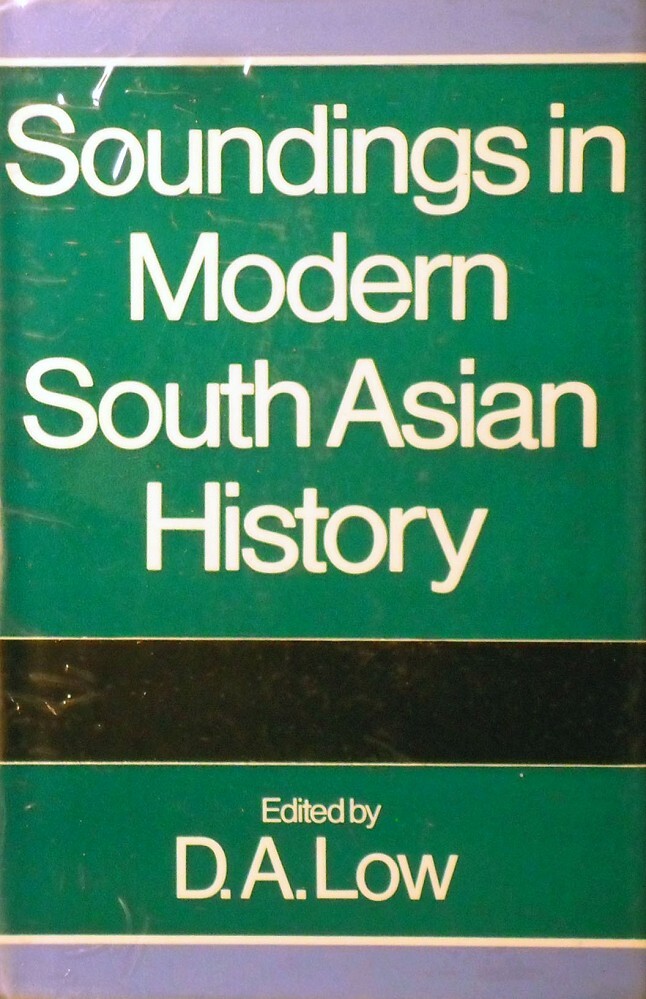 Soundings in
Modern
South Asian
History
Edited by
D.A.Low